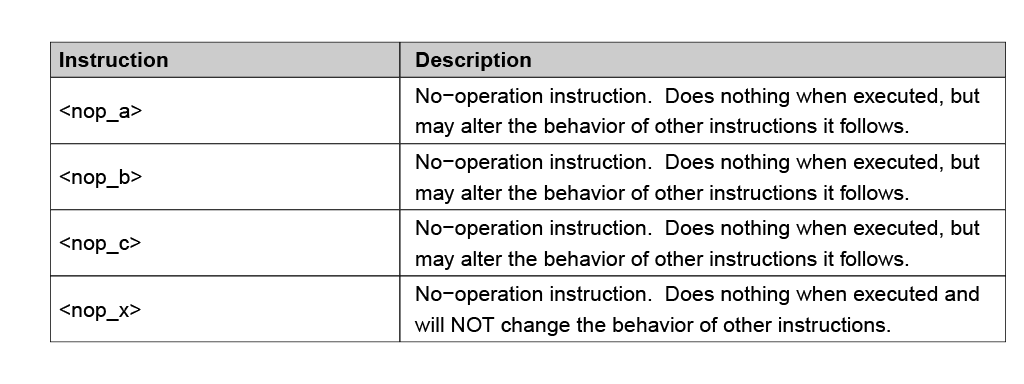 Instruction Description
<nop_a> No−operation instruction.  Does nothing when executed, but
may alter the behavior of other instructions it follows.
<nop_b> No−operation instruction.  Does nothing when executed, but
may alter the behavior of other instructions it follows.
<nop_c> No−operation instruction.  Does nothing when executed, but
may alter the behavior of other instructions it follows.
<nop_x> No−operation instruction.  Does nothing when executed and
will NOT change the behavior of other instructions.